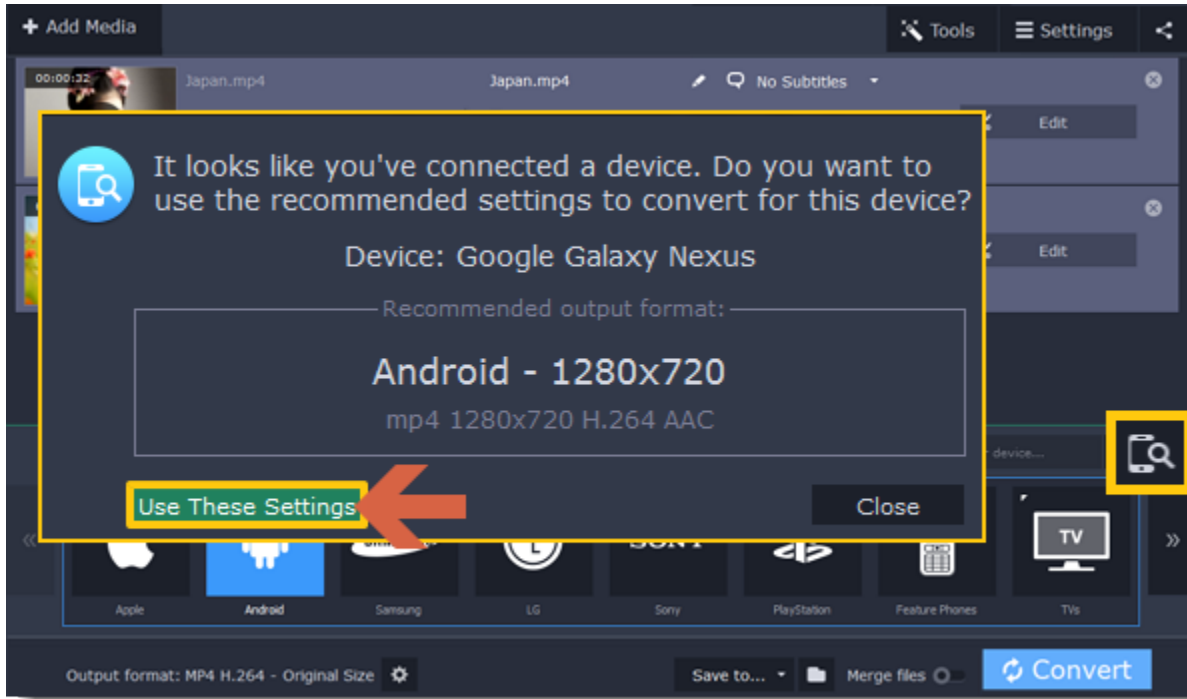 Add Media
Tools
Settings
00:00:32
Japan.mp4
Japan.mp4
No Subtitles
Edit
Edit
It looks like you've connected a device. Do you want to
use the recommended settings to convert for this device?
Device: Google Galaxy Nexus
Recommended output format:
Android - 1280x720
mp4 1280x720 H.264 AAC
device...
Use These Settings
Close
SONY
TV
Apple
Android
Samsung
LG
Sony
PlayStation
Feature Phones
TVs
Output format: MP4 H.264 - Original Size
Save to...
Merge files
Convert